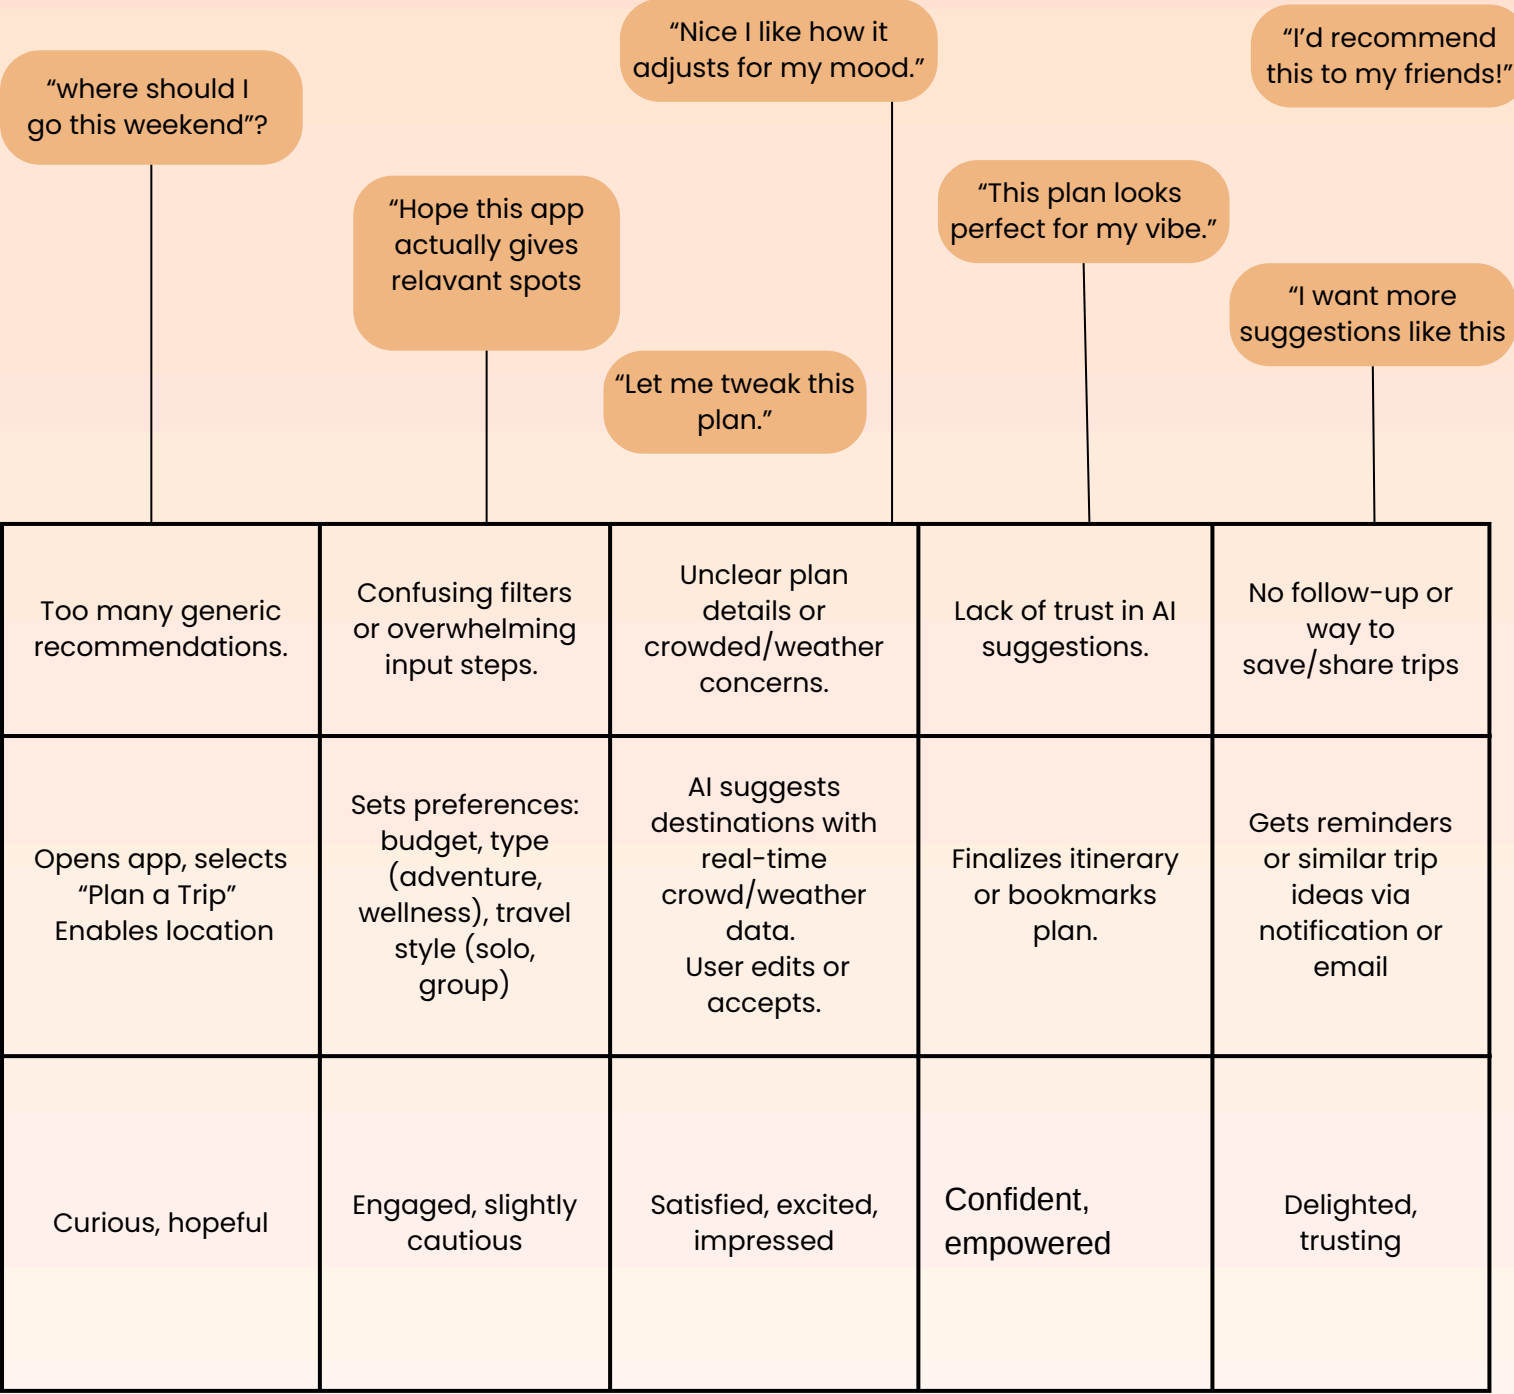 “Nice I like how it
adjusts for my mood.”
“I’d recommend
this to my friends!”
“where should I
go this weekend”?
“Hope this app
actually gives
relavant spots
“This plan looks
perfect for my vibe.”
“I want more
suggestions like this
“Let me tweak this
plan.”
Too many generic
recommendations.
Confusing filters
or overwhelming
input steps.
Unclear plan
details or
crowded/weather
concerns.
Lack of trust in AI
suggestions.
No follow-up or
way to
save/share trips
Opens app, selects
“Plan a Trip”
Enables location
Sets preferences:
budget, type
(adventure,
wellness), travel
style (solo,
group)
AI suggests
destinations with
real-time
crowd/weather
data.
User edits or
accepts.
Finalizes itinerary
or bookmarks
plan.
Gets reminders
or similar trip
ideas via
notification or
email
Curious, hopeful
Engaged, slightly
cautious
Satisfied, excited,
impressed
Confident,
empowered
Delighted,
trusting